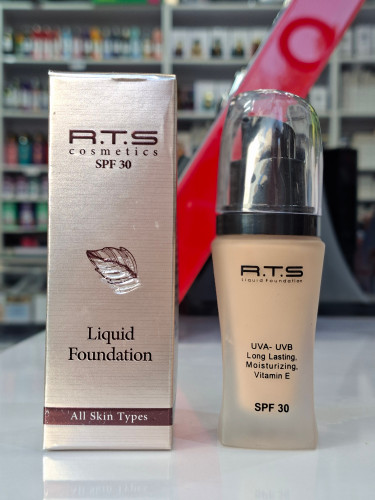 R.T.S
cosmetics
SPF 30
Liquid
Foundation
All Skin Types
R.T.S
liquid Foundation
UVA- UVB
Long Lasting,
Moisturizing,
Vitamin E
SPF 30